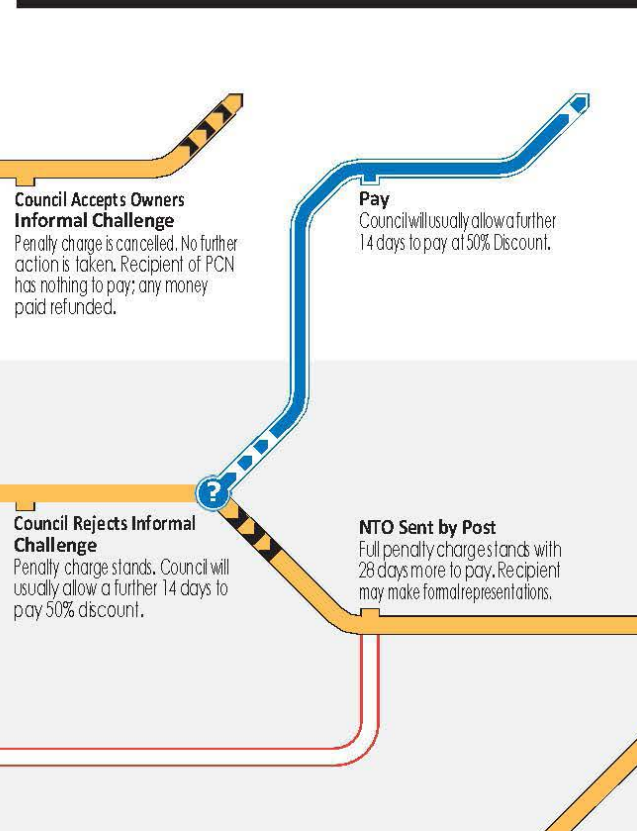 Council Accepts Owners
Informal Challenge
Penalty charge is cancelled. No further
action is taken. Recipient of PCN
has nothing to pay; any money
paid refunded.
Pay
Council will usually allow a further
14 days to pay at 50% Discount.
?
Council Rejects Informal
Challenge
Penalty charge stands. Council will
usually allow a further 14 days to
pay 50% discount.
NTO Sent by Post
Full penalty charge stands with
28 days more to pay. Recipient
may make formal representations.